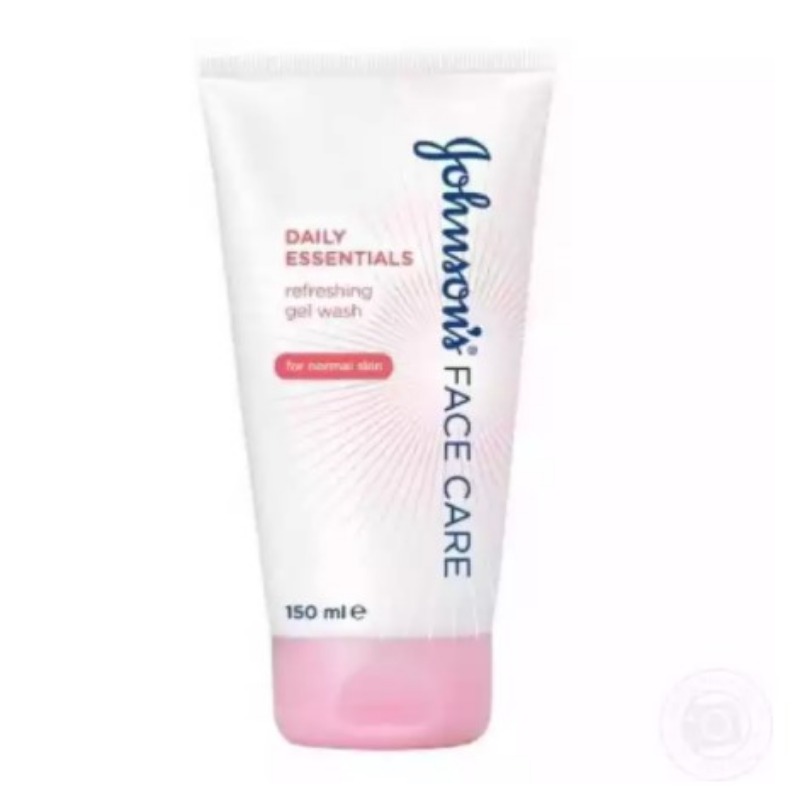 DAILY
ESSENTIALS
refreshing
gel wash
for normal skin
Johnson's® FACE CARE
150 ml ℮